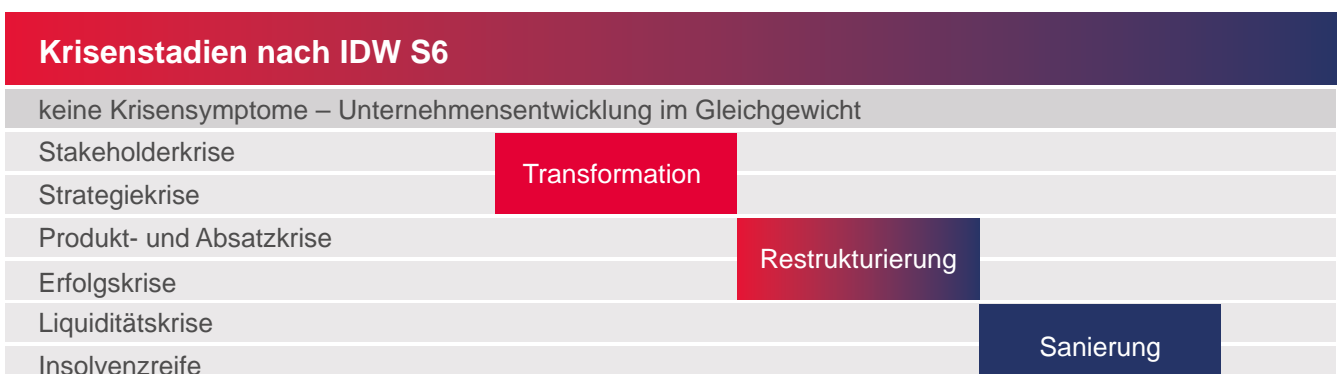 Krisenstadien nach IDW S6
keine Krisensymptome – Unternehmensentwicklung im Gleichgewicht
Stakeholderkrise
Transformation
Strategiekrise
Produkt- und Absatzkrise
Restrukturierung
Erfolgskrise
Liquiditätskrise
Sanierung
Insolvenzreife